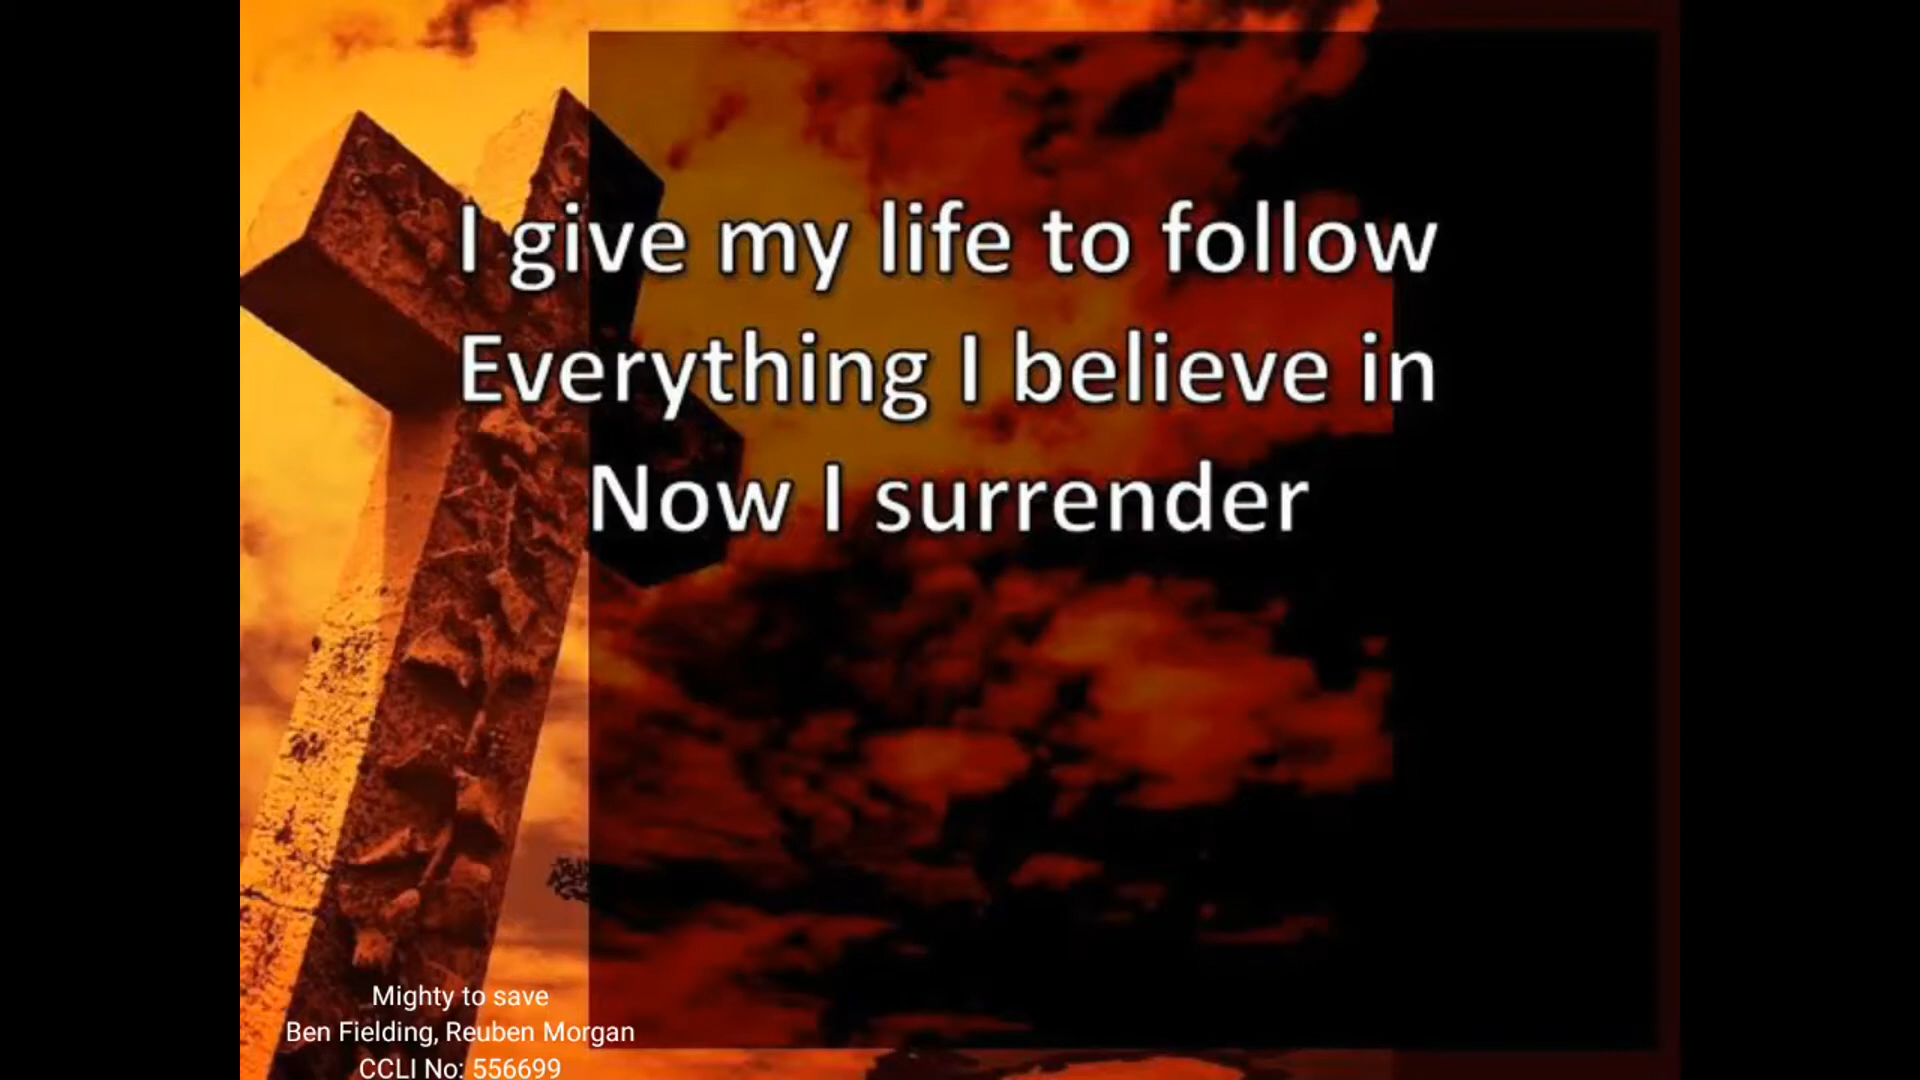 I give my life to follow
Everything I believe in
Now I surrender
Mighty to save
Ben Fielding, Reuben Morgan
CCLI No: 556699